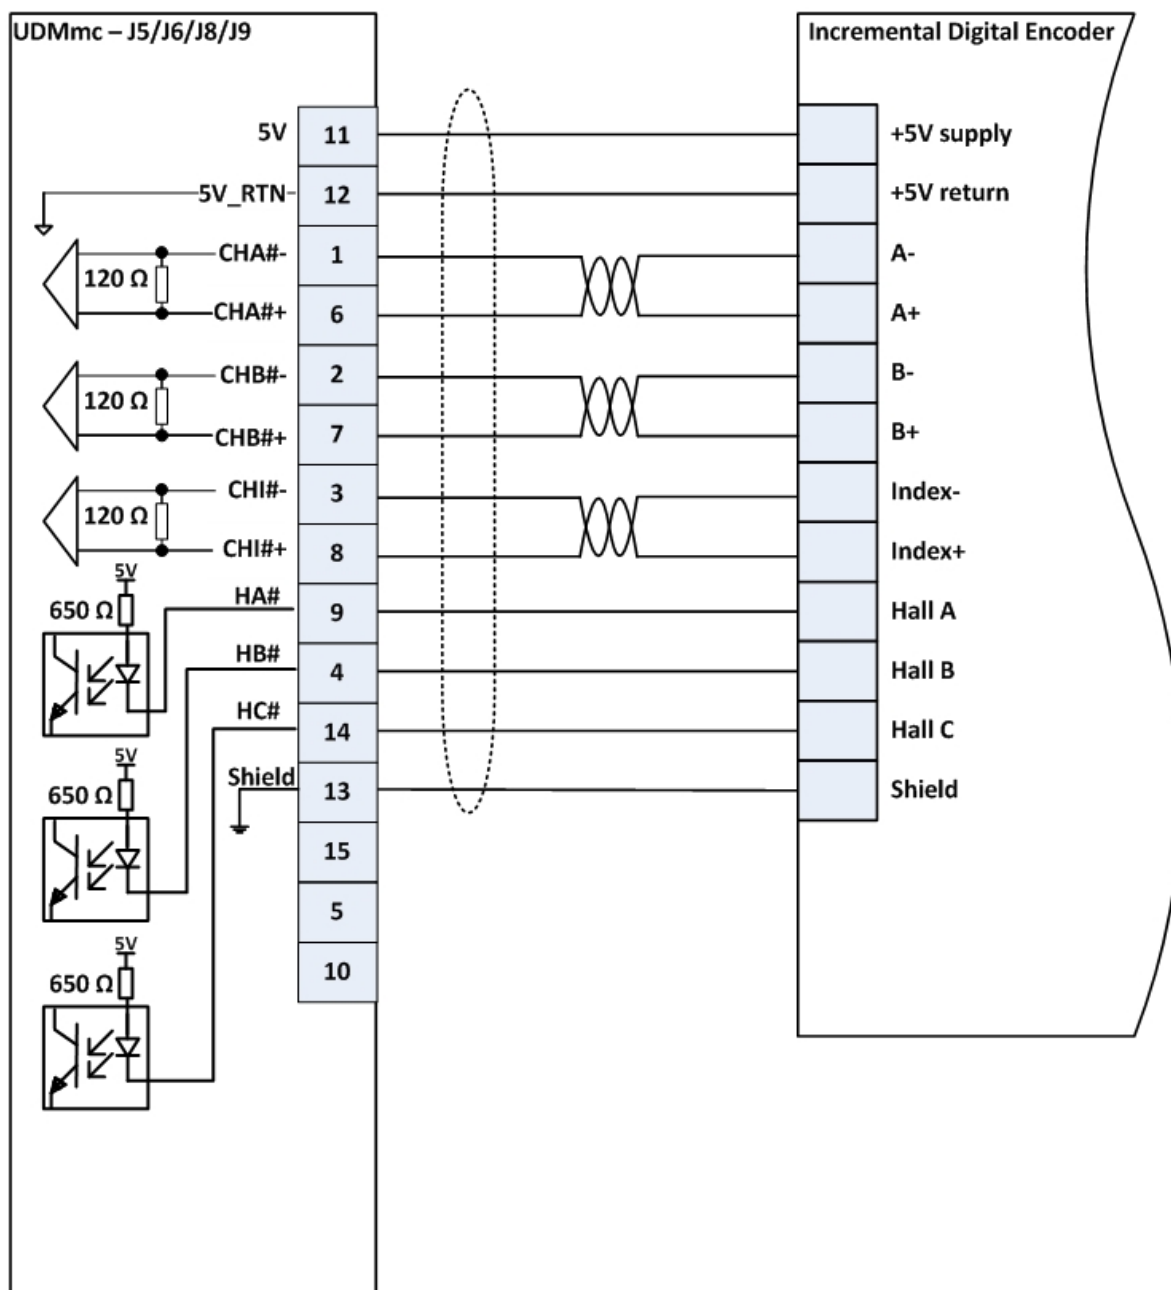 UDMmc – J5/J6/J8/J9
Incremental Digital Encoder
5V 11 +5V supply
5V_RTN 12 +5V return
CHA#- 1 A-
120 Ω
CHA#+ 6 A+
CHB#- 2 B-
120 Ω
CHB#+ 7 B+
CHI#- 3 Index-
120 Ω
CHI#+ 8 Index+
5V
650 Ω
HA# 9 Hall A
HB# 4 Hall B
HC# 14 Hall C
5V
650 Ω
Shield 13 Shield
15
5
10
5V
650 Ω